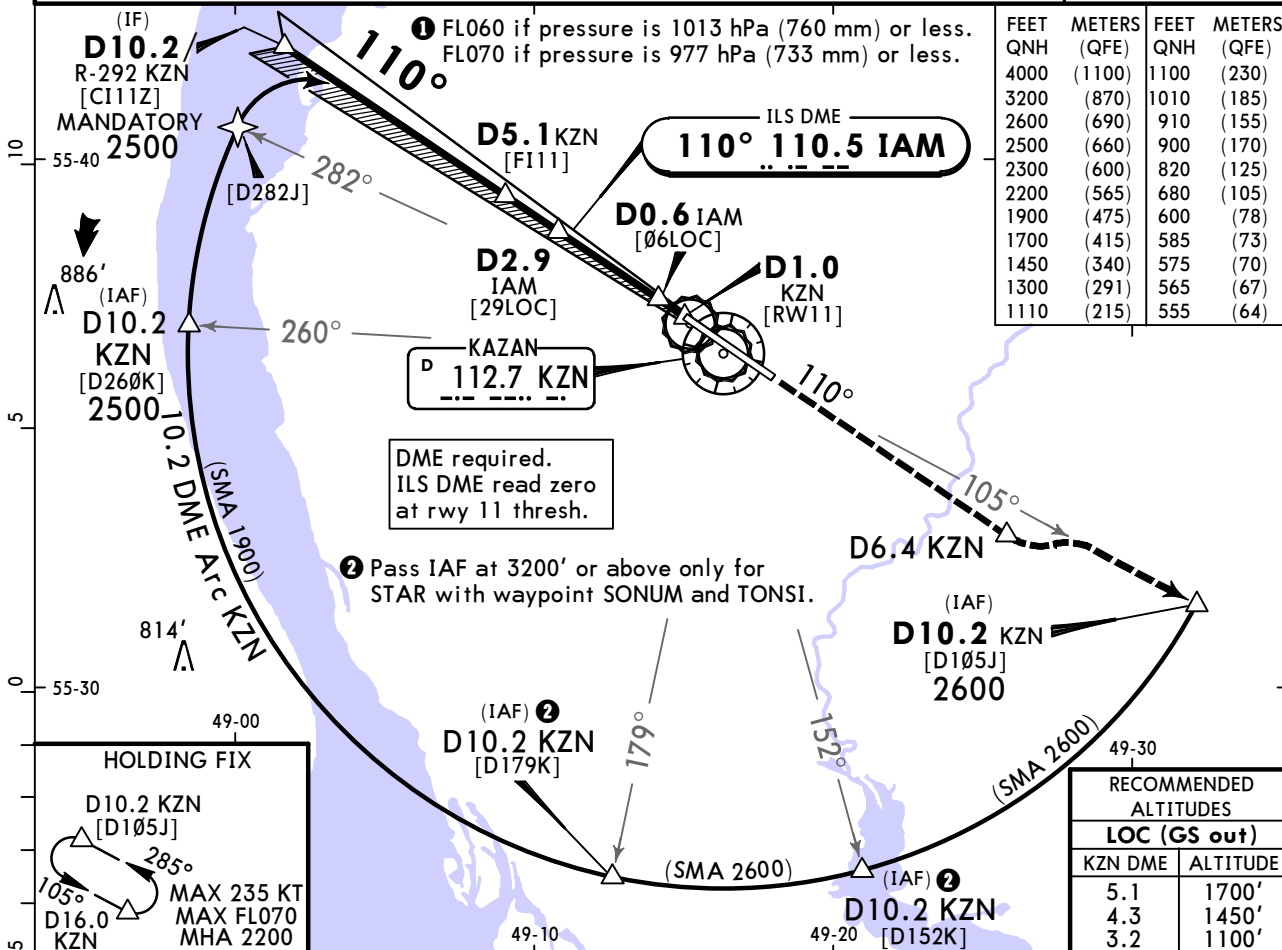 ❶ FL060 if pressure is 1013 hPa (760 mm) or less.
FL070 if pressure is 977 hPa (733 mm) or less.
FEET METERS FEET METERS
QNH (QFE) QNH (QFE)
4000 (1100) 1100 (230)
3200 (870) 1010 (185)
2600 (690) 910 (155)
2500 (660) 900 (170)
2300 (600) 820 (125)
2200 (565) 680 (105)
1900 (475) 600 (78)
1700 (415) 585 (73)
1450 (340) 575 (70)
1300 (291) 565 (67)
1110 (215) 555 (64)
(IF)
D10.2
R-292 KZN
[CI11Z]
MANDATORY
2500
110°
ILS DME
110° 110.5 IAM
D5.1 KZN
[FI11]
10
55-40
282°
[D282J]
D0.6 IAM
[Ø6LOC]
D2.9
IAM
[29LOC]
D1.0
KZN
[RW11]
886'
(IAF)
D10.2
KZN
[D26ØK]
2500
260°
KAZAN
D 112.7 KZN
110°
5
10.2 DME Arc KZN
(SMA 1900)
DME required.
ILS DME read zero
at rwy 11 thresh.
105°
D6.4 KZN
❷ Pass IAF at 3200' or above only for
STAR with waypoint SONUM and TONSI.
(IAF)
D10.2 KZN
[D1Ø5J]
2600
814'
0
55-30
49-00
(IAF) ❷
D10.2 KZN
[D179K]
179°
152°
(SMA 2600)
49-30
HOLDING FIX
D10.2 KZN
[D1Ø5J]
285°
105°
D16.0
KZN
MAX 235 KT
MAX FL070
MHA 2200
(SMA 2600)
(IAF) ❷
D10.2 KZN
[D152K]
RECOMMENDED
ALTITUDES
LOC (GS out)
KZN DME ALTITUDE
5.1 1700'
4.3 1450'
3.2 1100'
5
49-10
49-20